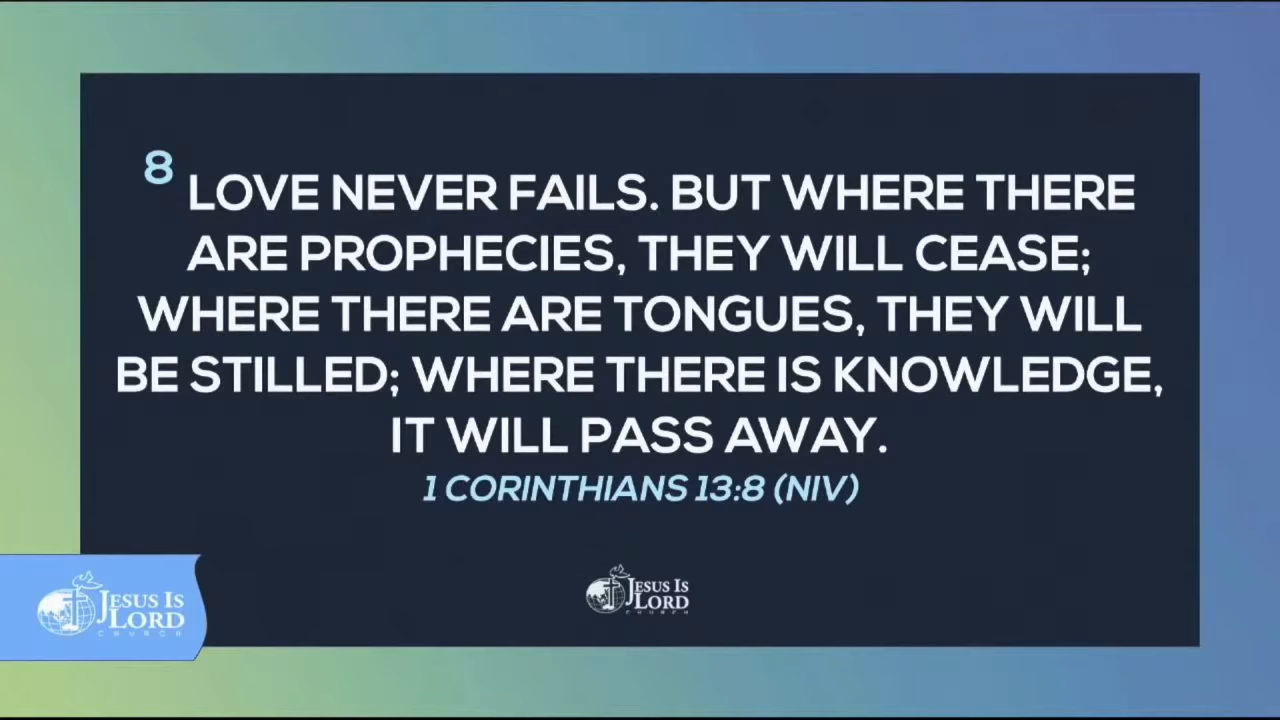 8 LOVE NEVER FAILS. BUT WHERE THERE
ARE PROPHECIES, THEY WILL CEASE;
WHERE THERE ARE TONGUES, THEY WILL
BE STILLED; WHERE THERE IS KNOWLEDGE,
IT WILL PASS AWAY.
1 CORINTHIANS 13:8 (NIV)
JESUS IS
LORD
CHURCH
JESUS IS
LORD
CHURCH